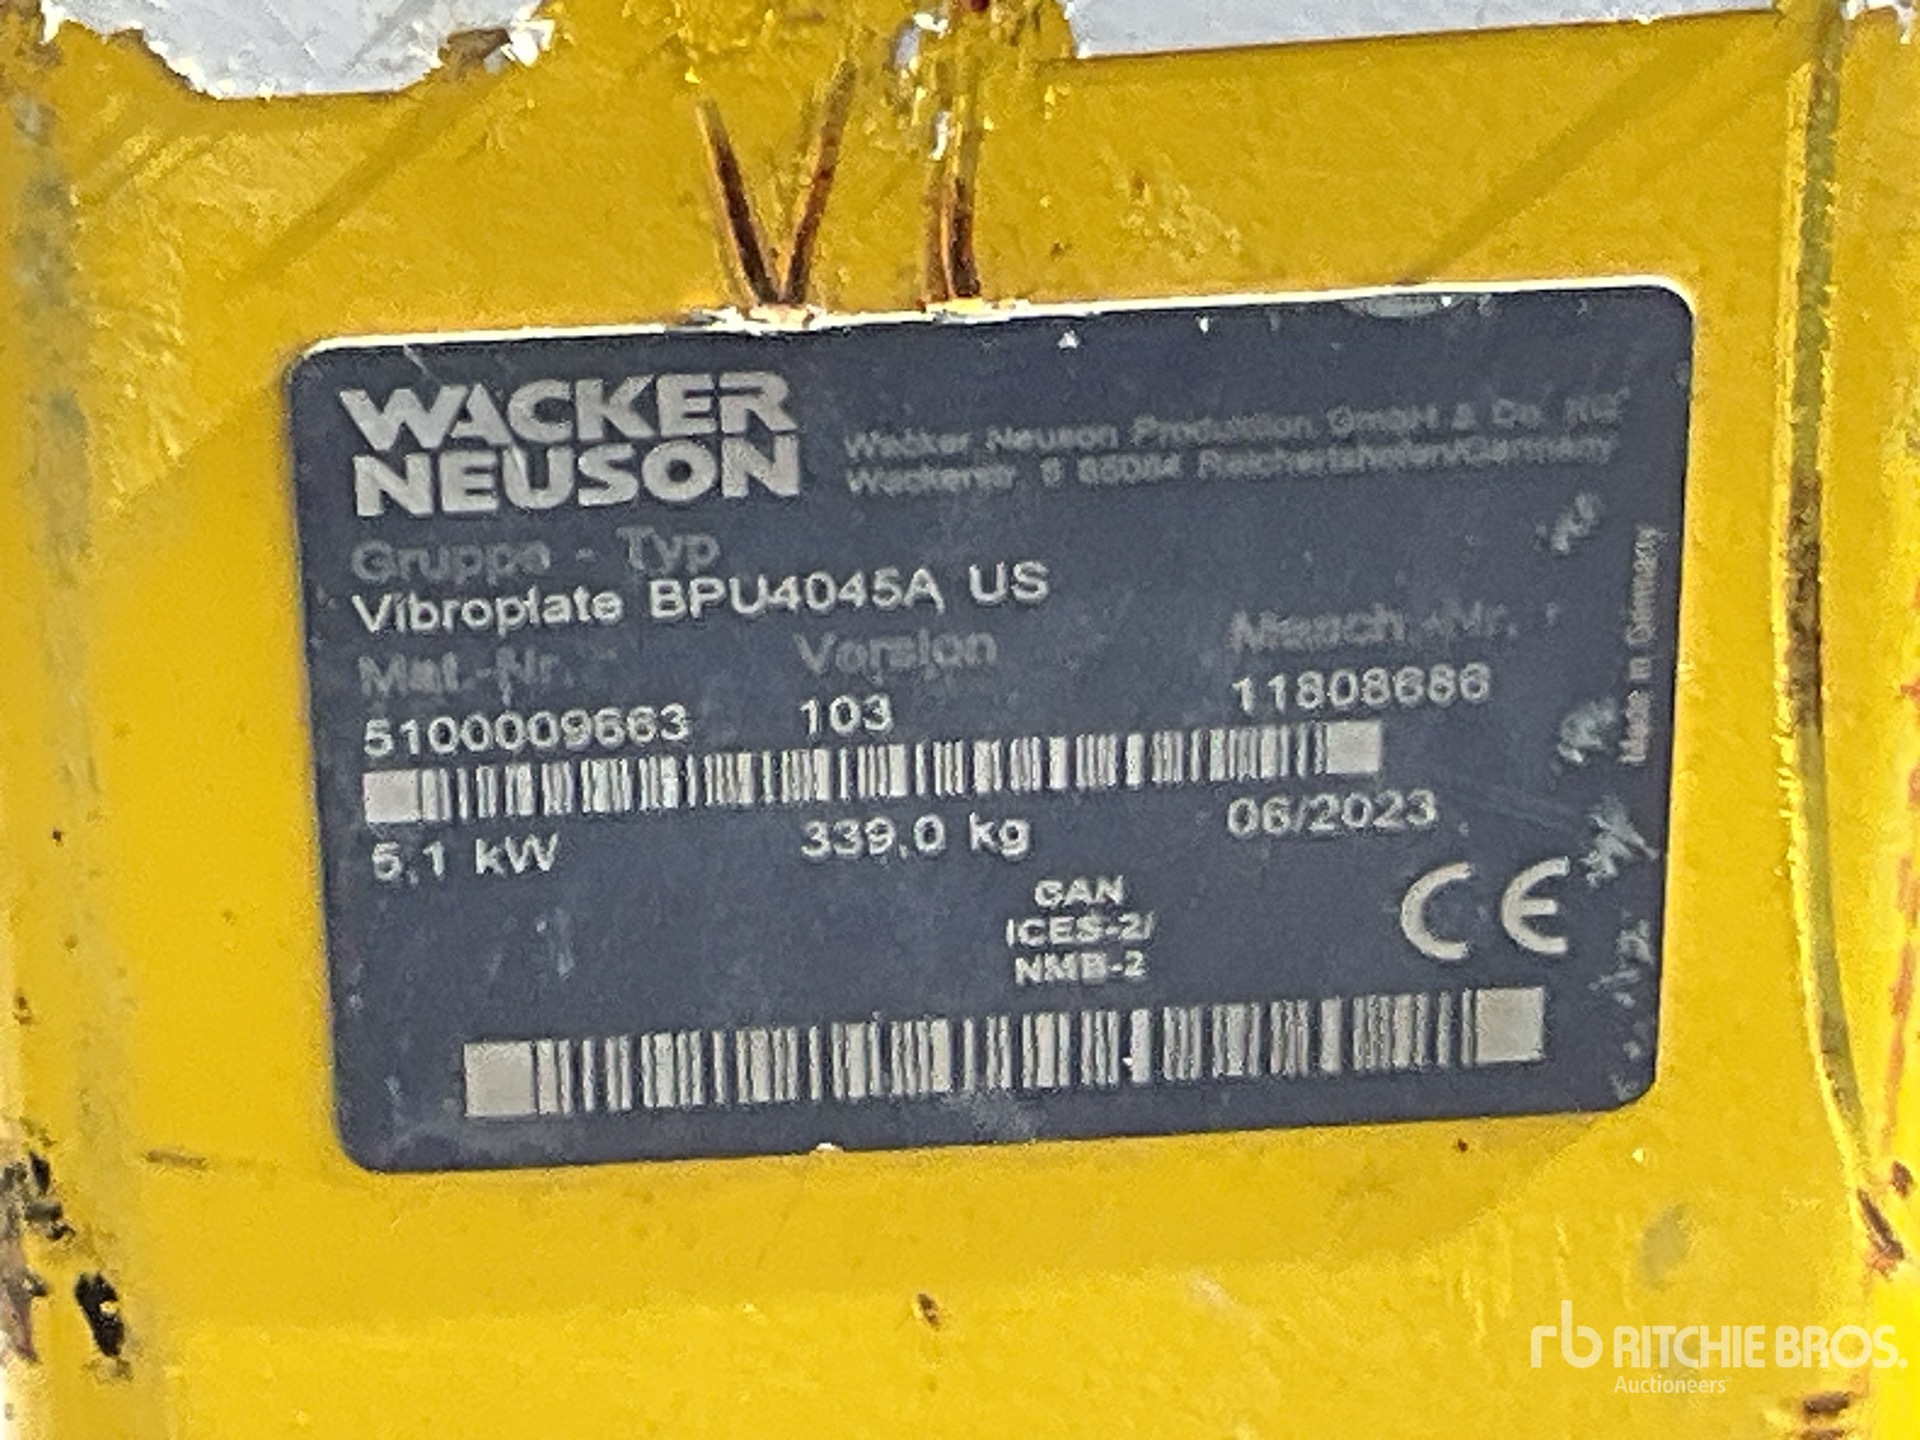 WACKER
NEUSON
Wacker Neuson Produktion GmbH & Co. KG
Wackerstr. 6 85084 Reichertshofen/Germany
Gruppe - Typ
Vibroplate BPU4045A US
Mat.-Nr. Version Masch.-Nr.
5100009663 103 11808686
5,1 kW 339,0 kg 06/2023
CAN
ICES-2/
NMB-2
CE
Made in Germany
rb RITCHIE BROS.
Auctioneers